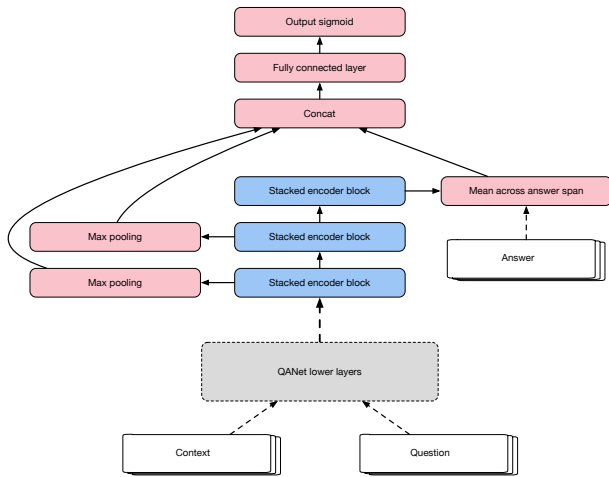 Output sigmoid
Fully connected layer
Concat
Stacked encoder block
Mean across answer span
Max pooling
Stacked encoder block
Answer
Max pooling
Stacked encoder block
QANet lower layers
Context
Question